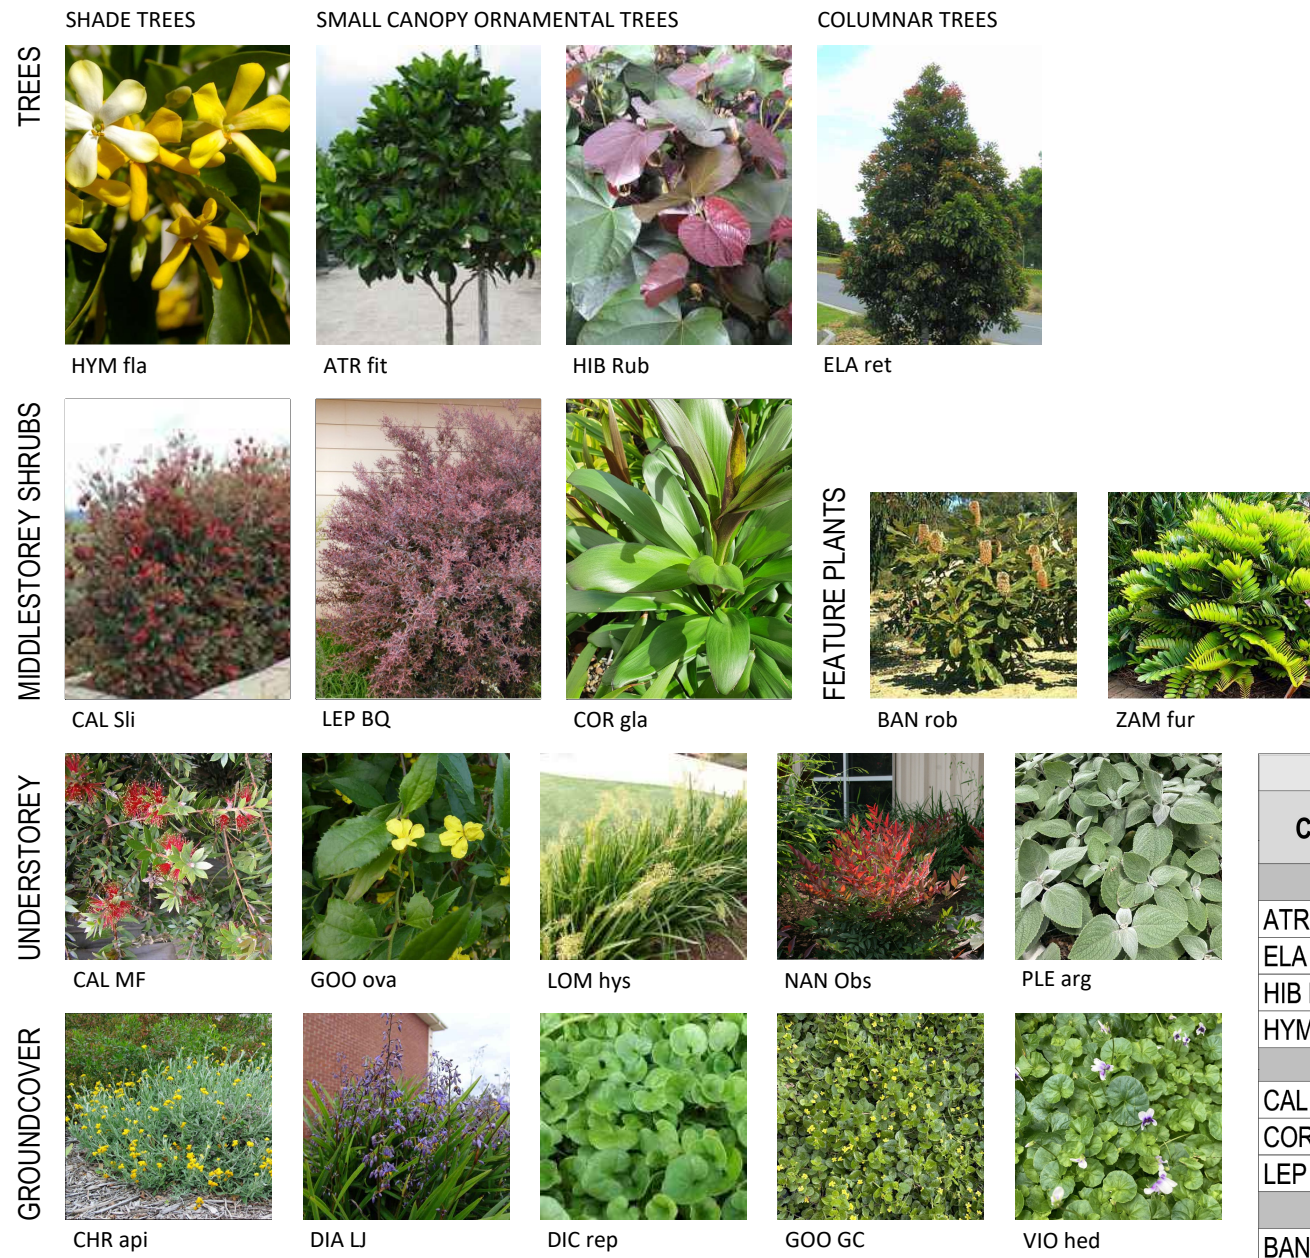 SHADE TREES
SMALL CANOPY ORNAMENTAL TREES
COLUMNAR TREES
TREES
HYM fla
ATR fit
HIB Rub
ELA ret
MIDDLESTOREY SHRUBS
CAL Sli
LEP BQ
COR gla
FEATURE PLANTS
BAN rob
ZAM fur
UNDERSTOREY
CAL MF
GOO ova
LOM hys
NAN Obs
PLE arg
GROUNDCOVER
CHR api
DIA LJ
DIC rep
GOO GC
VIO hed
C
ATR
ELA
HIB
HYM
CAL
COR
LEP
BAN